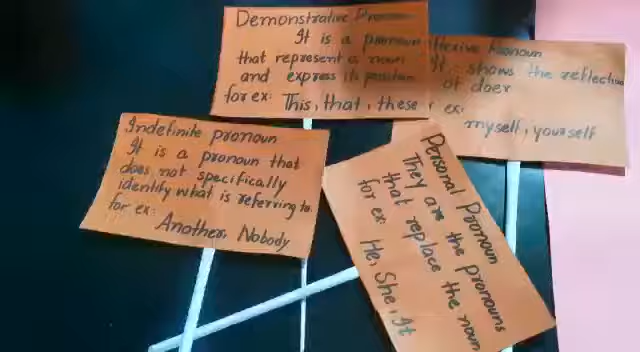 Demonstrative Pronoun
It is a pronoun
that represent a noun
and express its position
for ex: This, that, these
Pronoun
It shows the reflection
of doer
ex:
myself, yourself
Indefinite pronoun
It is a pronoun that
does not specifically
identify what is referring to.
for ex:
Another, Nobody
Personal Pronoun
They are the pronouns
that replace the noun
for ex: He, She, It